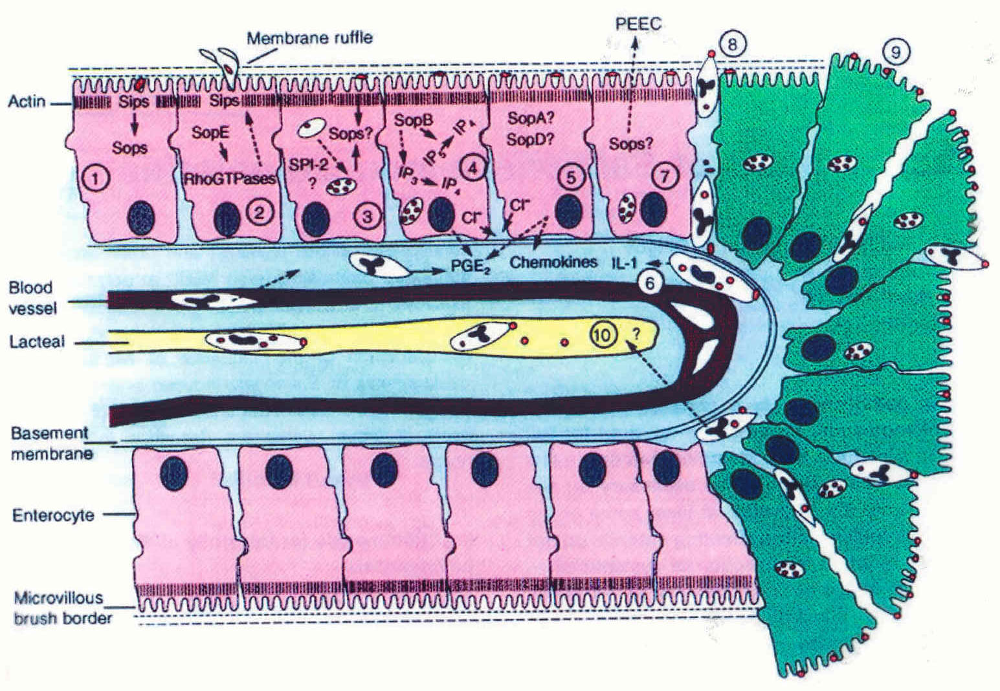 PEEC
8
9
Membrane ruffle
Actin
Sips
Sips
Sops
SopE
RhoGTPases
Sops?
SPI-2
?
SopB
IP4
IP5
IP3
IP4
SopA?
SopD?
Sops?
1
2
3
4
5
7
Cl-
Cl-
PGE2
Chemokines
IL-1
6
Blood
vessel
Lacteal
10
?
Basement
membrane
Enterocyte
Microvillous
brush border